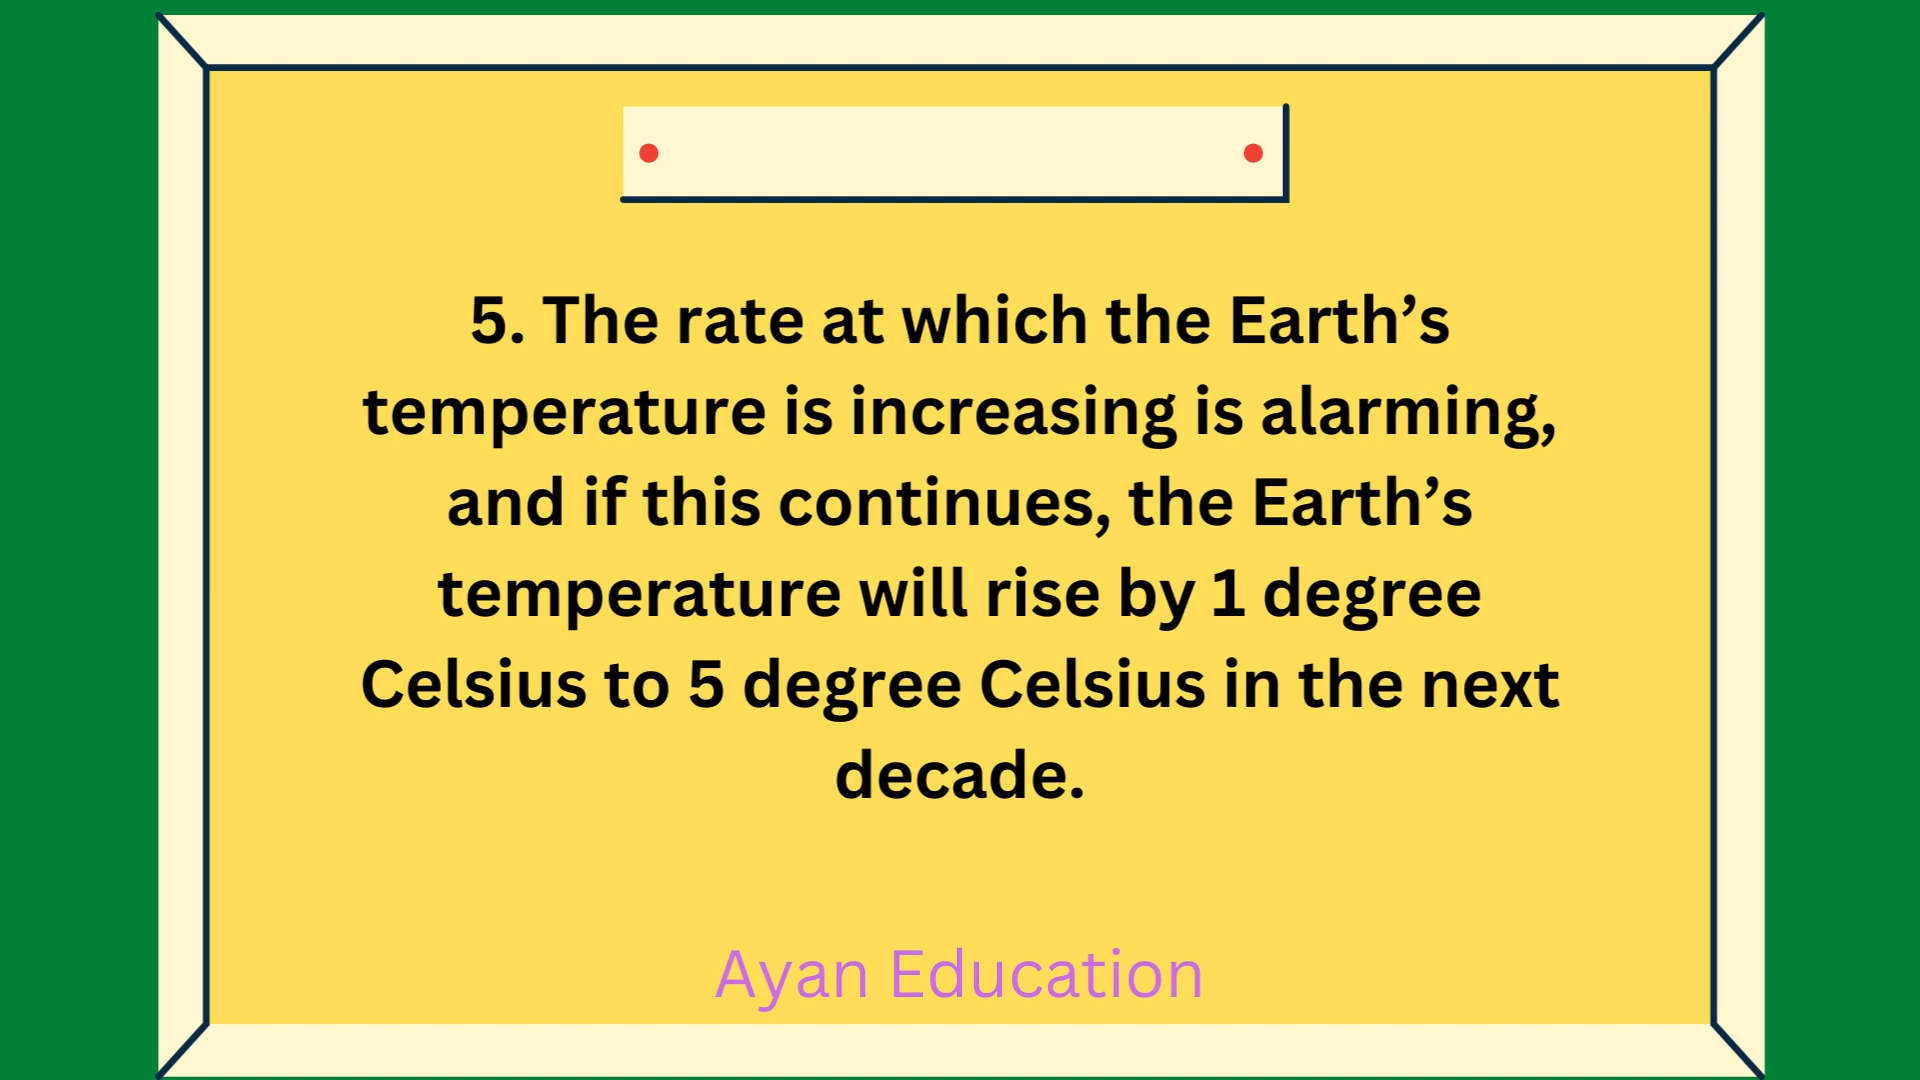 5. The rate at which the Earth’s
temperature is increasing is alarming,
and if this continues, the Earth’s
temperature will rise by 1 degree
Celsius to 5 degree Celsius in the next
decade.
Ayan Education